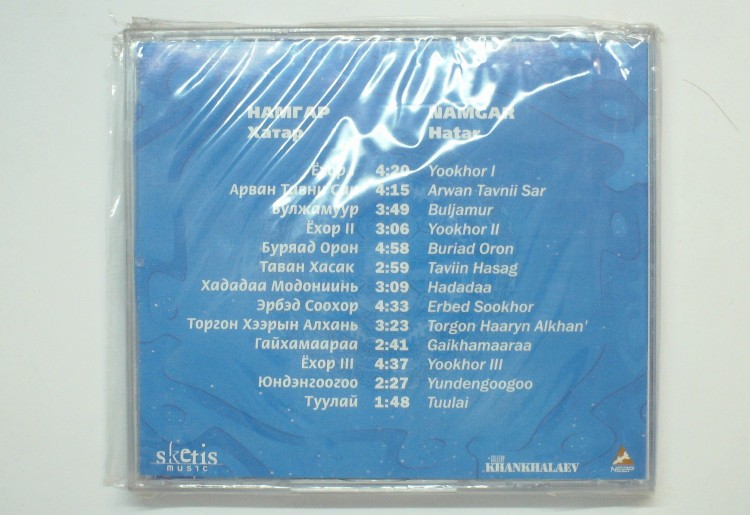 НАМГАР NAMGAR
Хатар Hatar
Ёхор I 4:20 Yookhor I
Арван Тавни Сар 4:15 Arwan Tavnii Sar
Булжамуур 3:49 Buljamur
Ёхор II 3:06 Yookhor II
Буряад Орон 4:58 Buriad Oron
Таван Хасак 2:59 Taviin Hasag
Хададаа Модониинь 3:09 Hadadaa
Эрбэд Соохор 4:33 Erbed Sookhor
Торгон Хээрын Алхань 3:23 Torgon Haaryn Alkhan'
Гайхамаараа 2:41 Gaikhamaaraa
Ёхор III 4:37 Yookhor III
Юндэнгоогоо 2:27 Yundengoogoo
Туулай 1:48 Tuulai
sketis
MUSIC
KHANKHALAEV